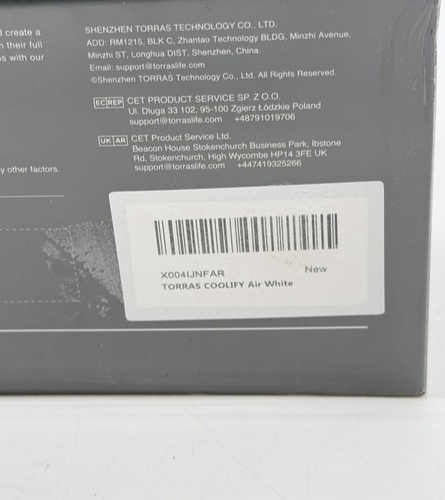 d create a
n their full
s with our
SHENZHEN TORRAS TECHNOLOGY CO., LTD.
ADD: RM1215, BLK C, Zhantao Technology BLDG, Minzhi Avenue,
Minzhi ST, Longhua DIST, Shenzhen, China.
Email: support@torraslife.com
©Shenzhen TORRAS Technology Co., Ltd. All Rights Reserved.
EC REP CET PRODUCT SERVICE SP. Z O.O.
Ul. Dluga 33 102, 95-100 Zgierz Łódzkie Poland
support@torraslife.com +48791019706
UK AR CET Product Service Ltd.
Beacon House Stokenchurch Business Park, Ibstone
Rd, Stokenchurch, High Wycombe HP14 3FE UK
support@torraslife.com +447419325266
y other factors.
X004IJNFAR New
TORRAS COOLIFY Air White